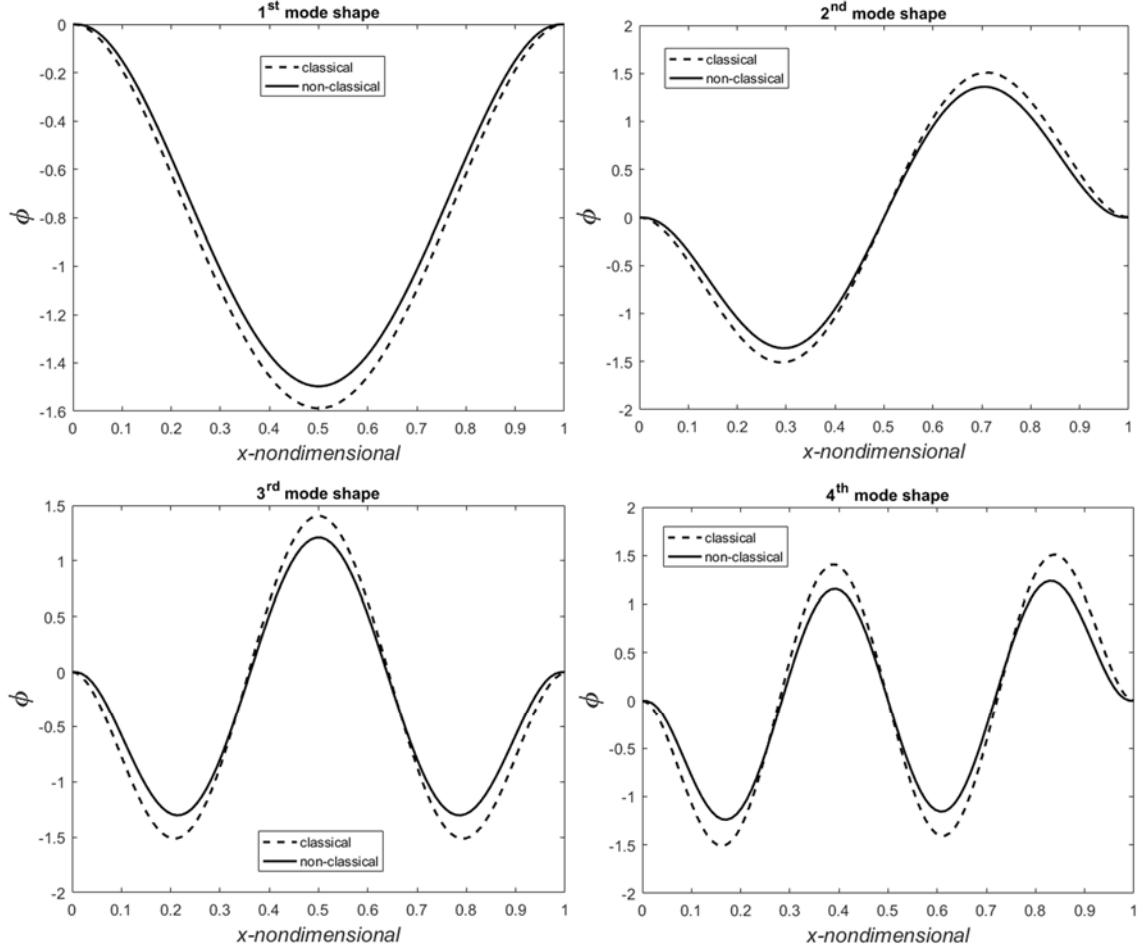 1st mode shape
classical
non-classical
0
-0.2
-0.4
-0.6
-0.8
-1
-1.2
-1.4
-1.6
ϕ
0 0.1 0.2 0.3 0.4 0.5 0.6 0.7 0.8 0.9 1
x-nondimensional
2nd mode shape
classical
non-classical
2
1.5
1
0.5
0
-0.5
-1
-1.5
-2
ϕ
0 0.1 0.2 0.3 0.4 0.5 0.6 0.7 0.8 0.9 1
x-nondimensional
3rd mode shape
1.5
1
0.5
0
-0.5
-1
-1.5
-2
ϕ
classical
non-classical
0 0.1 0.2 0.3 0.4 0.5 0.6 0.7 0.8 0.9 1
x-nondimensional
4th mode shape
classical
non-classical
2
1.5
1
0.5
0
-0.5
-1
-1.5
-2
ϕ
0 0.1 0.2 0.3 0.4 0.5 0.6 0.7 0.8 0.9 1
x-nondimensional